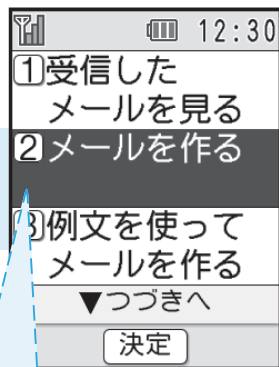 12:30
1受信した
メールを見る
2メールを作る
3例文を使って
メールを作る
▼つづきへ
決定